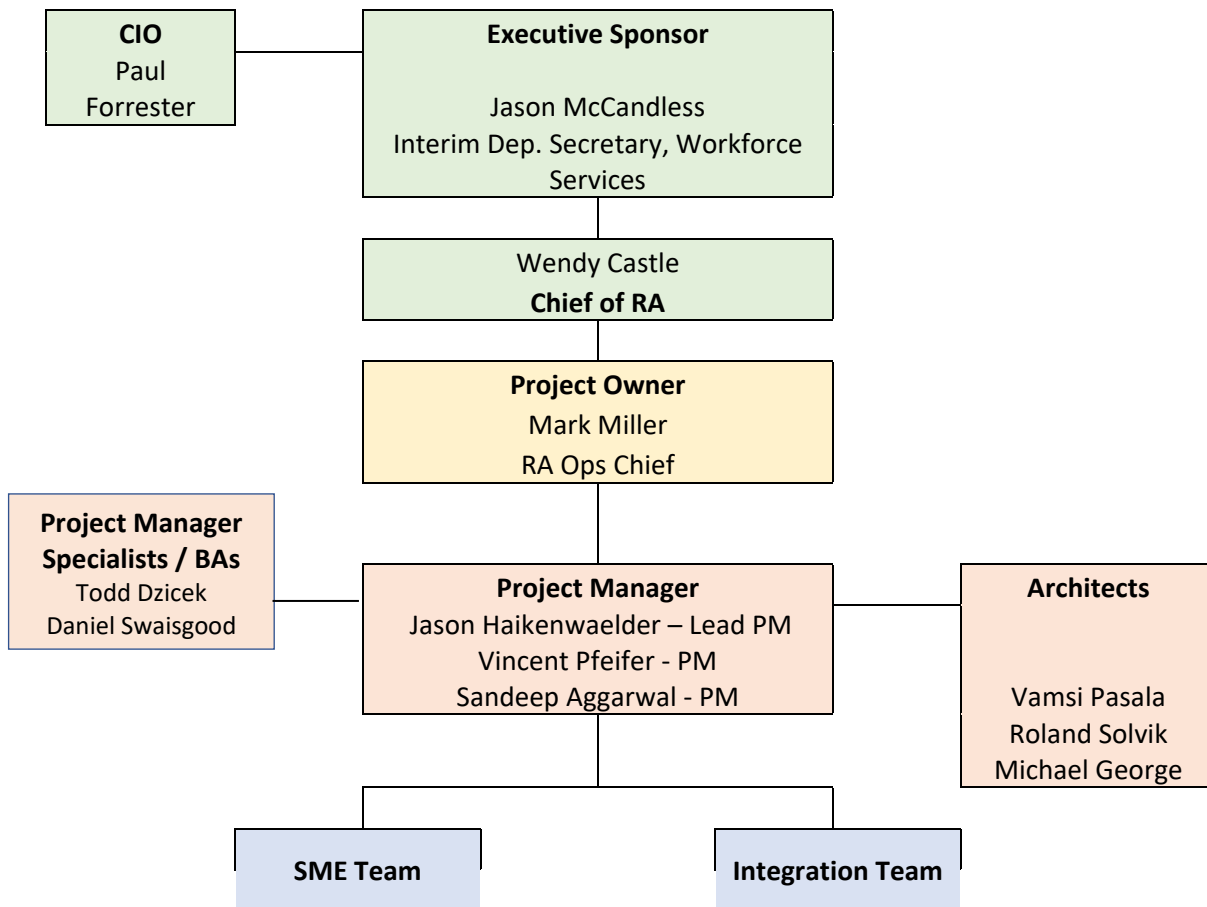 CIO
Paul
Forrester
Executive Sponsor
Jason McCandless
Interim Dep. Secretary, Workforce
Services
Wendy Castle
Chief of RA
Project Owner
Mark Miller
RA Ops Chief
Project Manager
Specialists / BAs
Todd Dzicek
Daniel Swaisgood
Project Manager
Jason Haikenwaelder – Lead PM
Vincent Pfeifer - PM
Sandeep Aggarwal - PM
Architects
Vamsi Pasala
Roland Solvik
Michael George
SME Team
Integration Team